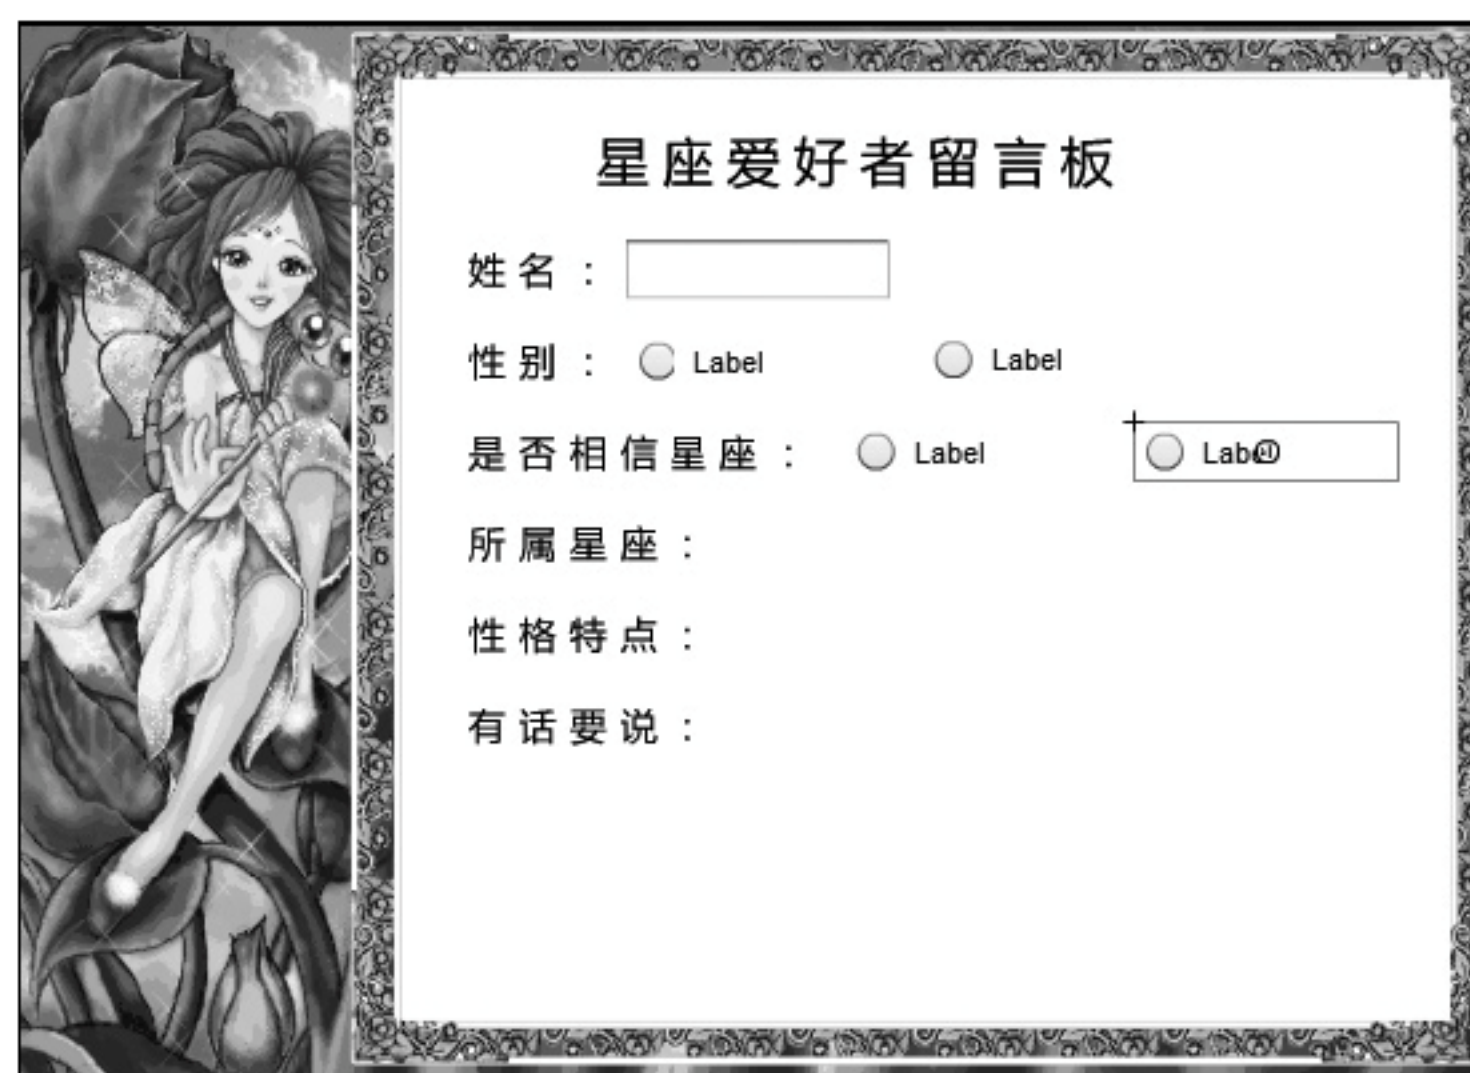 星座爱好者留言板
姓名：
性别： Label Label
是否相信星座： Label Label
所属星座：
性格特点：
有话要说：